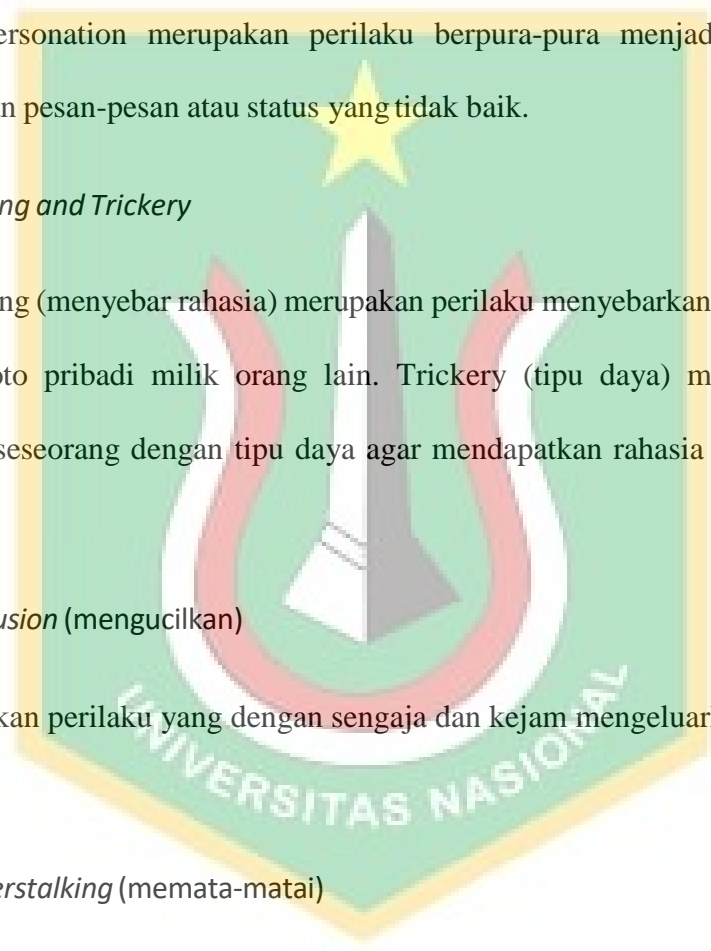 ersonation merupakan perilaku berpura-pura menjad
n pesan-pesan atau status yang tidak baik.
ng and Trickery
ng (menyebar rahasia) merupakan perilaku menyebarkan
oto pribadi milik orang lain. Trickery (tipu daya) m
seseorang dengan tipu daya agar mendapatkan rahasia
usion (mengucilkan)
kan perilaku yang dengan sengaja dan kejam mengeluar
erstalking (memata-matai)
UNIVERSITAS NASIONAL